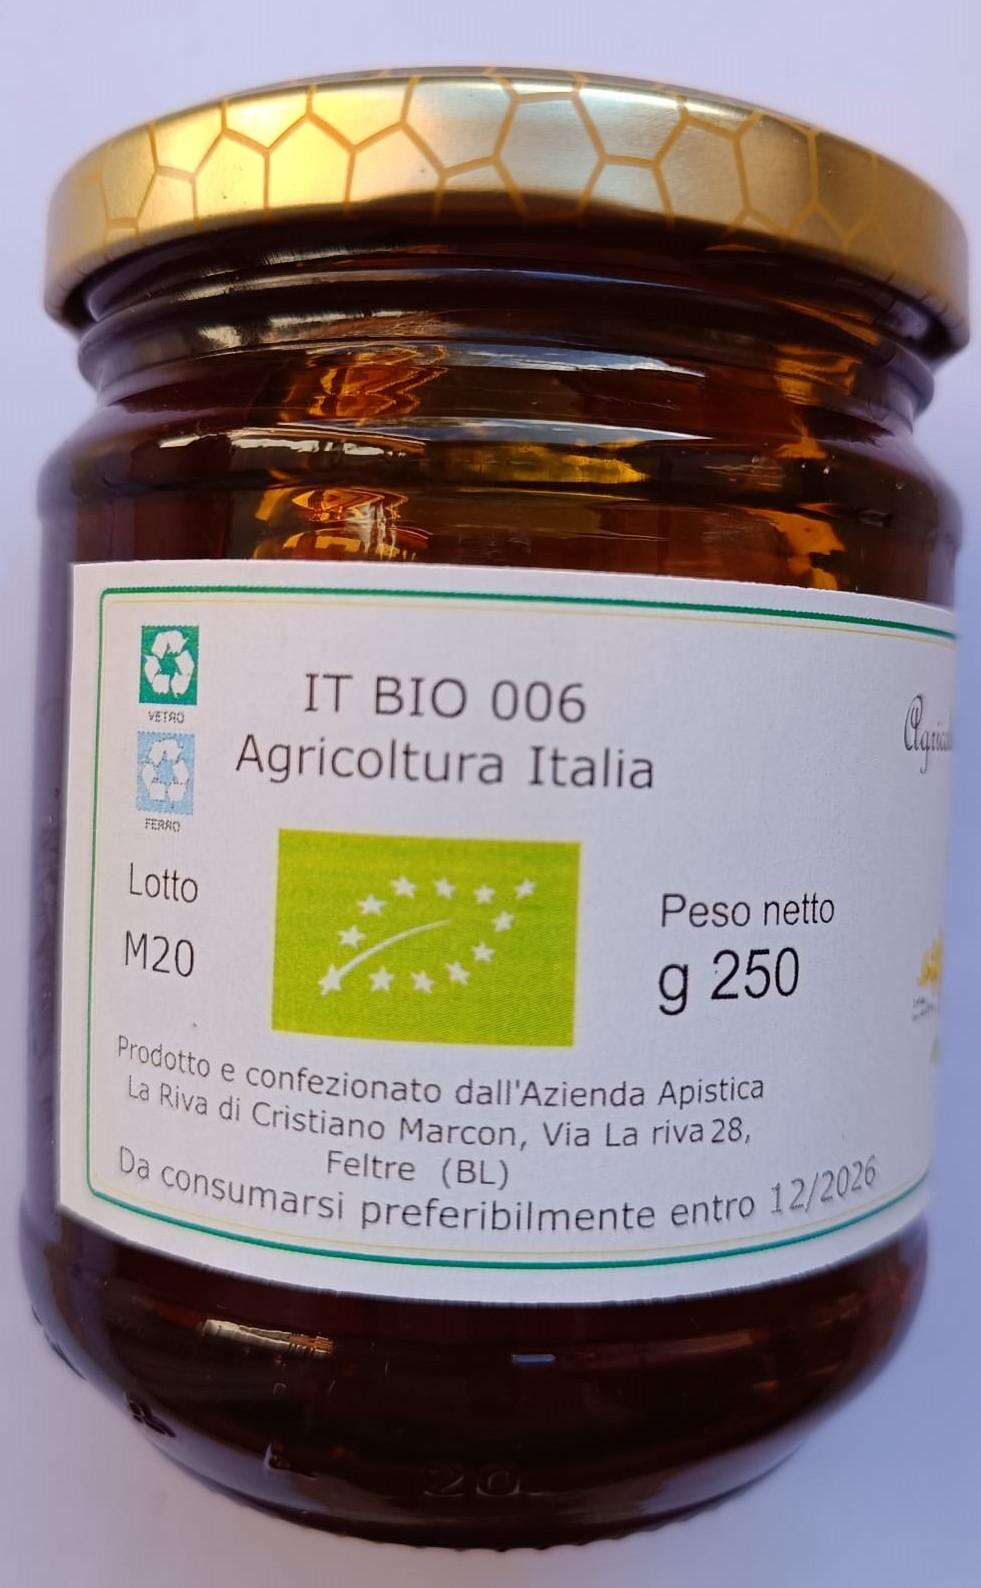 VETRO
FERRO
IT BIO 006
Agricoltura Italia
Lotto
M20
Peso netto
g 250
Prodotto e confezionato dall'Azienda Apistica
La Riva di Cristiano Marcon, Via La riva 28,
Feltre (BL)
Da consumarsi preferibilmente entro 12/2026
20